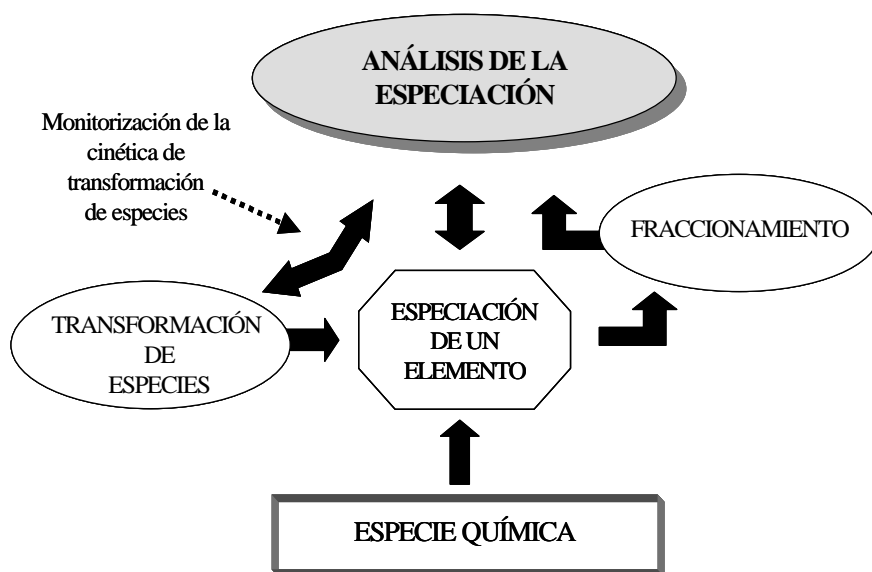 ANÁLISIS DE LA
ESPECIACIÓN
Monitorización de la
cinética de
transformación
de especies
FRACCIONAMIENTO
TRANSFORMACIÓN
DE
ESPECIES
ESPECIACIÓN
DE UN
ELEMENTO
ESPECIE QUÍMICA